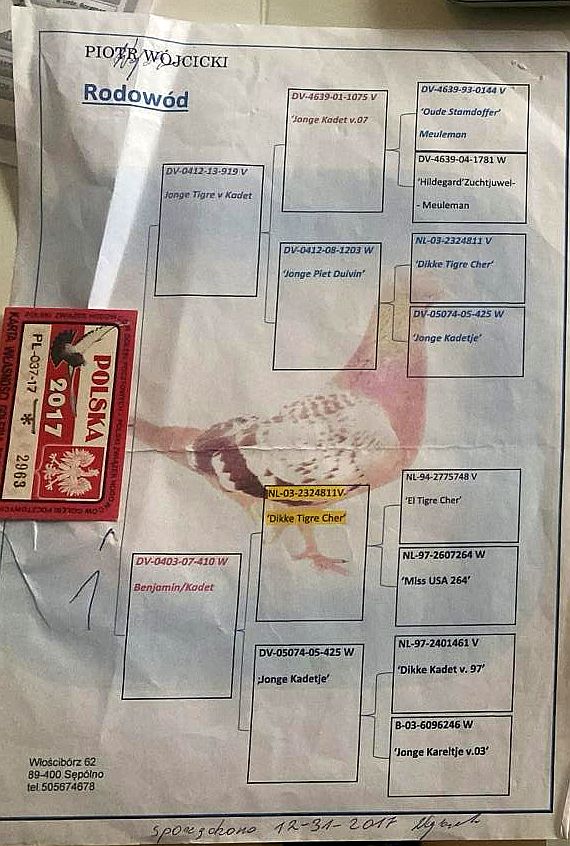 PIOTR WÓJCICKI
Rodowód
DV-0412-13-919 V
Jonge Tigre v Kadet
DV-4639-01-1075 V
'Jonge Kadet v.07
DV-4639-93-0144 V
'Oude Stamdoffer'
Meuleman
DV-4639-04-1781 W
'Hildegard'Zuchtjuwel-
- Meuleman
DV-0412-08-1203 W
'Jonge Piet Duivin'
NL-03-2324811 V
'Dikke Tigre Cher'
DV-05074-05-425 W
'Jonge Kadetje'
POLSKA
2017
PL-037-17
*
2963
DV-0403-07-410 W
Benjamin/Kadet
NL-03-2324811V
'Dikke Tigre Cher'
NL-94-2775748 V
'El Tigre Cher'
NL-97-2607264 W
'Miss USA 264'
DV-05074-05-425 W
'Jonge Kadetje'
NL-97-2401461 V
'Dikke Kadet v. 97'
B-03-6096246 W
'Jonge Kareltje v.03'
1
Włościbórz 62
89-400 Sępólno
tel.505674678
sporządzono 12-31-2017